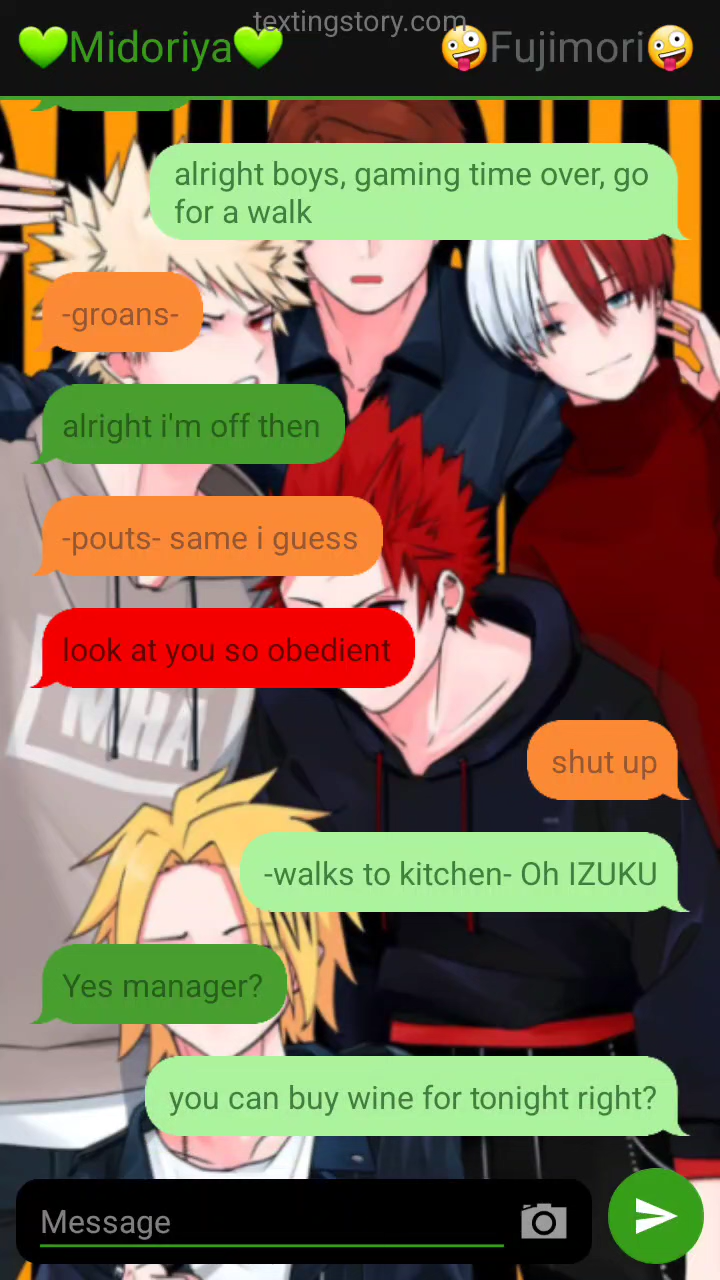 textingstory.com
💚Midoriya💚
🤪Fujimori🤪
alright boys, gaming time over, go
for a walk
-groans-
alright i'm off then
-pouts- same i guess
look at you so obedient
MHA
shut up
-walks to kitchen- Oh IZUKU
Yes manager?
you can buy wine for tonight right?
Message